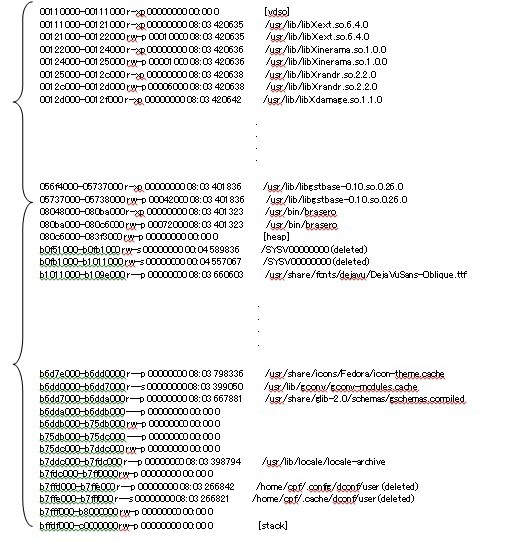 00110000-00111000 r-xp 00000000 00:00 0 [vdso]
00111000-00121000 r-xp 00000000 08:03 420635 /usr/lib/libXext.so.6.4.0
00121000-00122000 rw-p 00010000 08:03 420635 /usr/lib/libXext.so.6.4.0
00122000-00124000 r-xp 00000000 08:03 420636 /usr/lib/libXinerama.so.1.0.0
00124000-00125000 rw-p 00001000 08:03 420636 /usr/lib/libXinerama.so.1.0.0
00125000-0012c000 r-xp 00000000 08:03 420638 /usr/lib/libXrandr.so.2.2.0
0012c000-0012d000 rw-p 00006000 08:03 420638 /usr/lib/libXrandr.so.2.2.0
0012d000-0012f000 r-xp 00000000 08:03 420642 /usr/lib/libXdamage.so.1.1.0
.
.
.
.
056f4000-05737000 r-xp 00000000 08:03 401836 /usr/lib/libgstbase-0.10.so.0.26.0
05737000-05738000 rw-p 00042000 08:03 401836 /usr/lib/libgstbase-0.10.so.0.26.0
08048000-080ba000 r-xp 00000000 08:03 401323 /usr/bin/brasero
080ba000-080c6000 rw-p 00072000 08:03 401323 /usr/bin/brasero
080c6000-083f3000 rw-p 00000000 00:00 0 [heap]
b0f51000-b0fb1000 rw-s 00000000 00:04 589836 /SYSV00000000 (deleted)
b0fb1000-b1011000 rw-s 00000000 00:04 557067 /SYSV00000000 (deleted)
b1011000-b109e000 r--p 00000000 08:03 660603 /usr/share/fonts/dejavu/DejaVuSans-Oblique.ttf
.
.
.
.
b6d7e000-b6dd0000 r--p 00000000 08:03 798336 /usr/share/icons/Fedora/icon-theme.cache
b6dd0000-b6dd7000 r--s 00000000 08:03 399050 /usr/lib/gconv/gconv-modules.cache
b6dd7000-b6dda000 r--p 00000000 08:03 667881 /usr/share/glib-2.0/schemas/gschemas.compiled
b6dda000-b6ddb000 ---p 00000000 00:00 0
b6ddb000-b75db000 rw-p 00000000 00:00 0
b75db000-b75dc000 ---p 00000000 00:00 0
b75dc000-b7ddc000 rw-p 00000000 00:00 0
b7ddc000-b7fdc000 r--p 00000000 08:03 398794 /usr/lib/locale/locale-archive
b7fdc000-b7ff0000 rw-p 00000000 00:00 0
b7ffd000-b7ffe000 r--p 00000000 08:03 266842 /home/cpf/.config/dconf/user (deleted)
b7ffe000-b7fff000 r--s 00000000 08:03 266821 /home/cpf/.cache/dconf/user (deleted)
b7fff000-b8000000 rw-p 00000000 00:00 0
bffdf000-c0000000 rw-p 00000000 00:00 0 [stack]